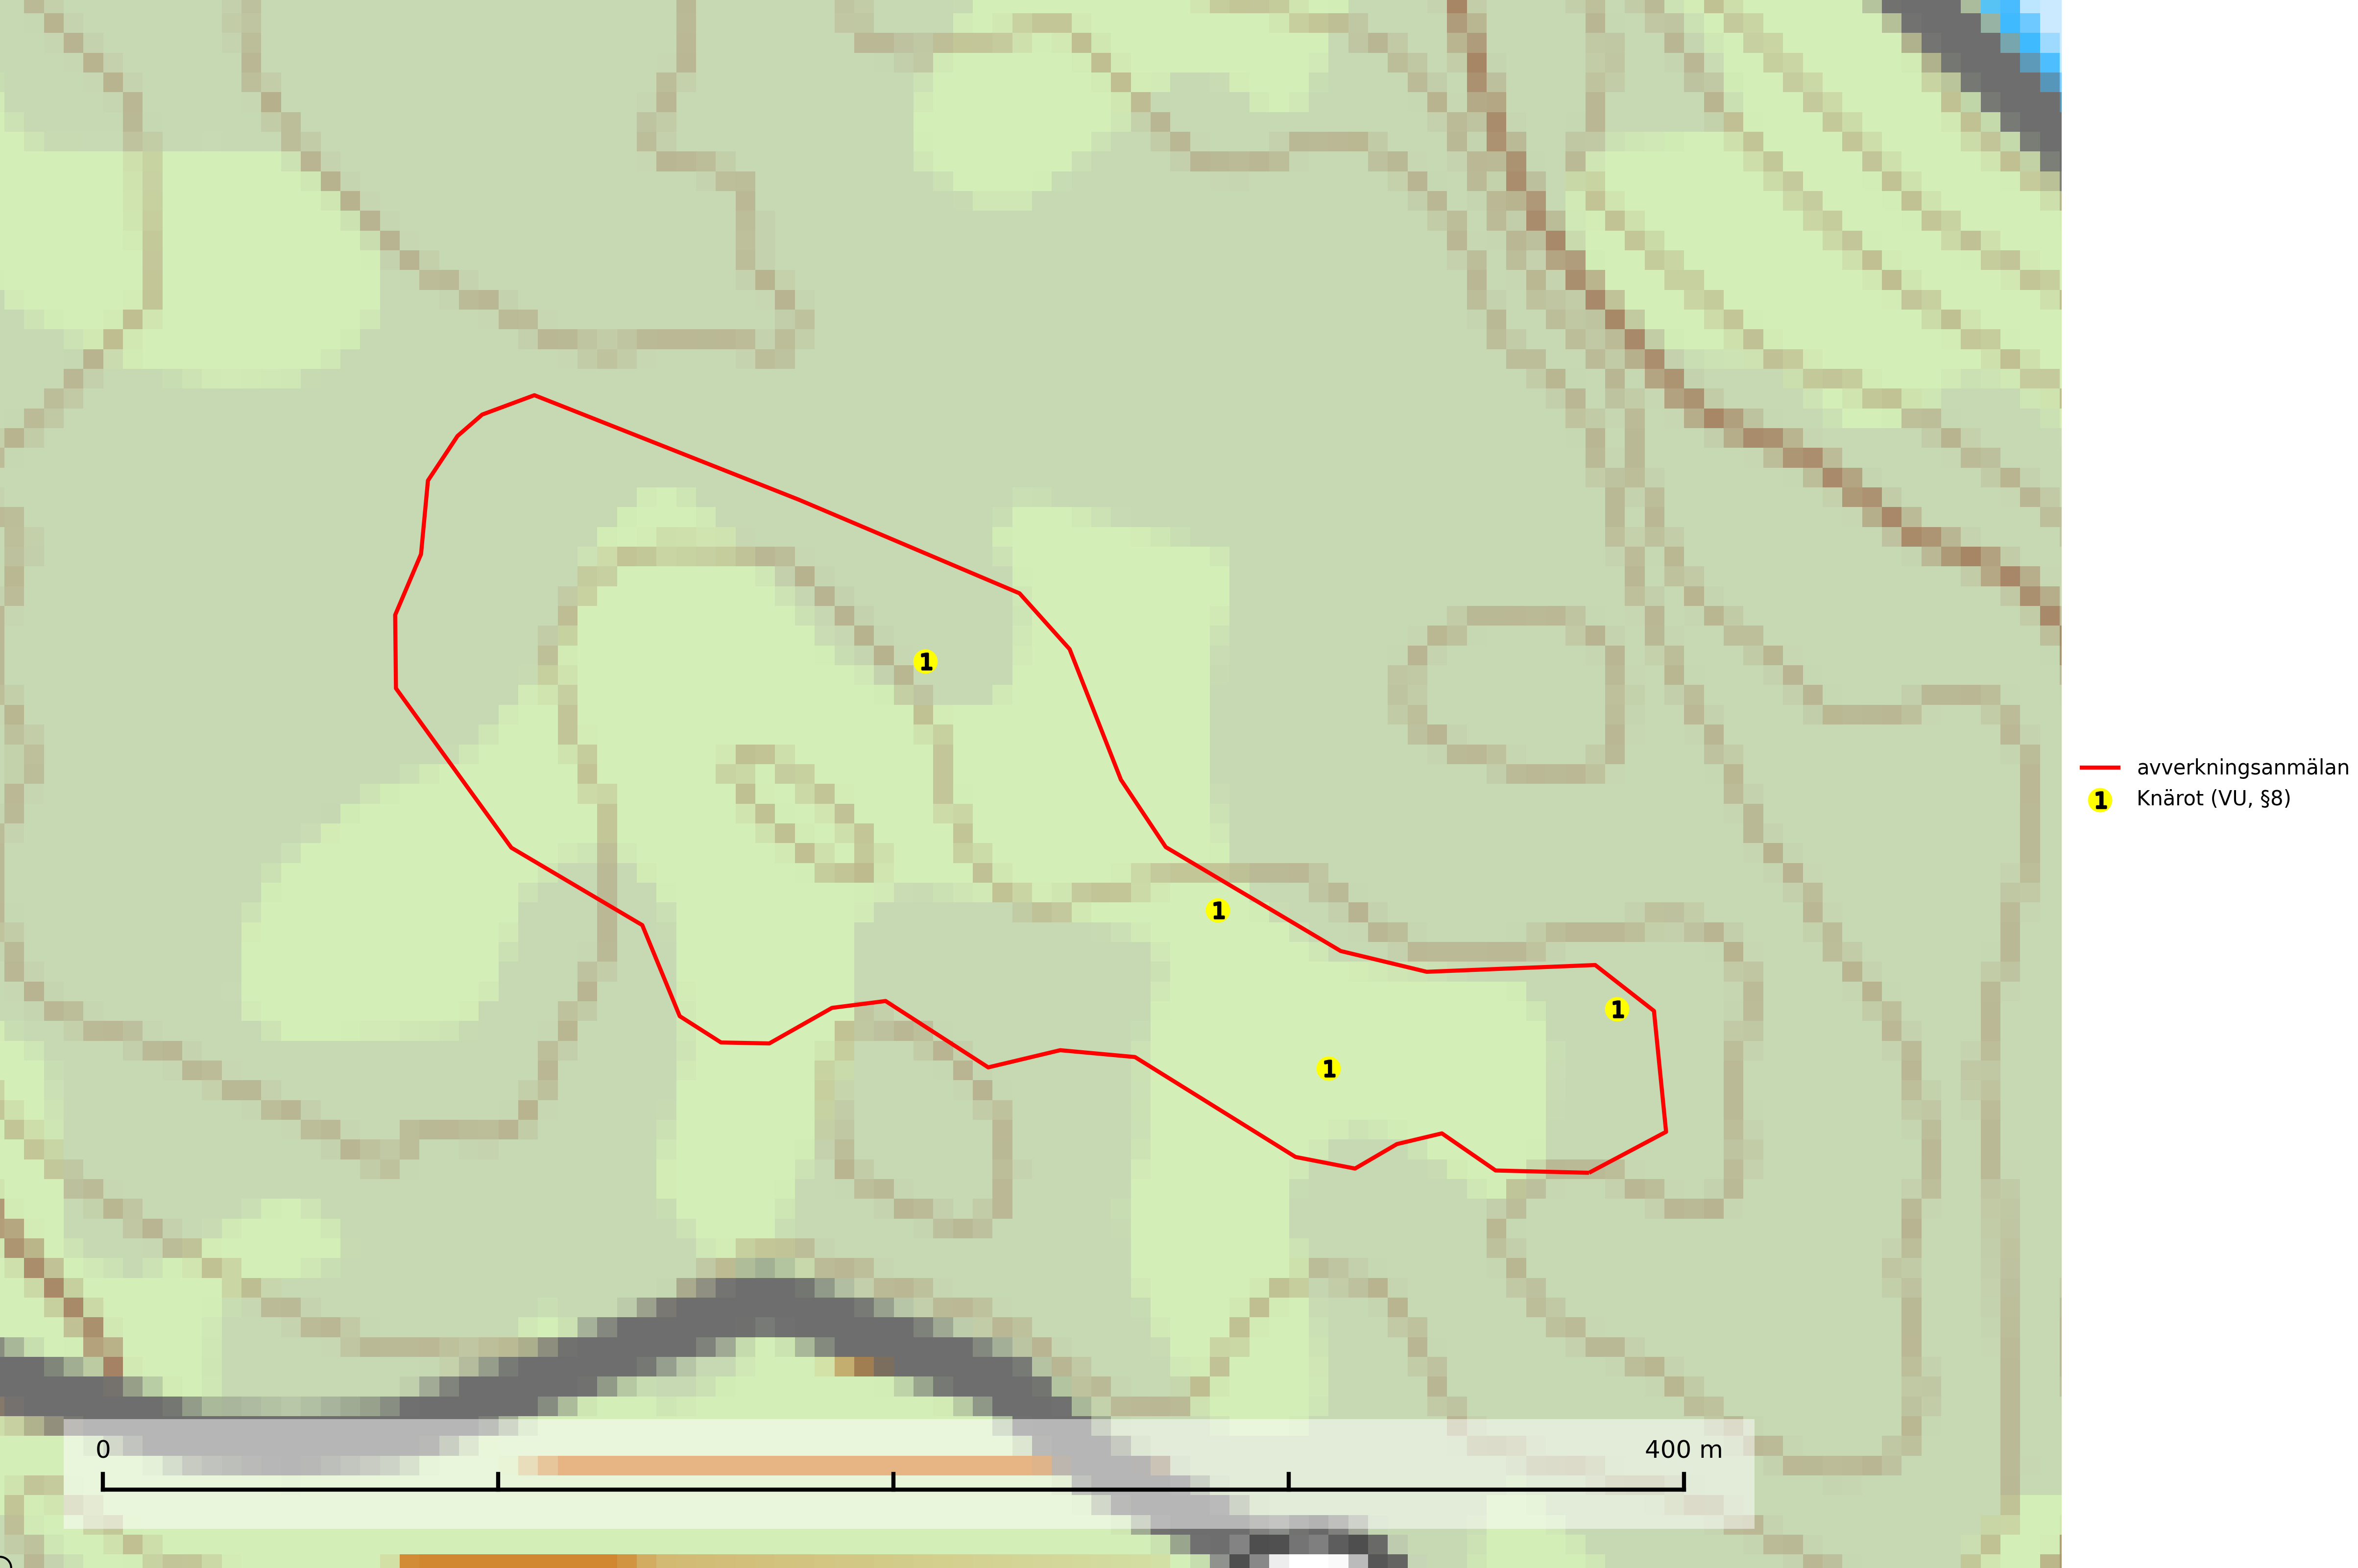 1
1
1
1
avverkningsanmälan
1 Knärot (VU, §8)
0 400 m